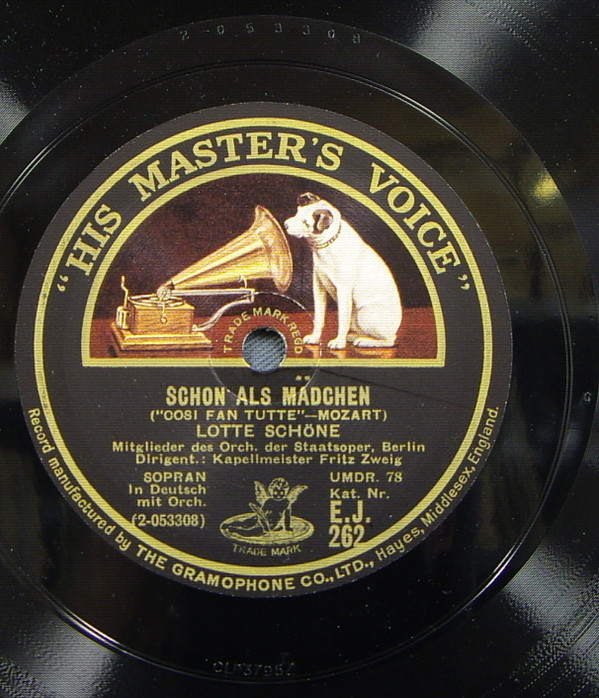 2-053308
"HIS MASTER'S VOICE"
TRADE MARK REGD
SCHON ALS MÄDCHEN
("COSI FAN TUTTE"—MOZART)
LOTTE SCHÖNE
Mitglieder des Orch. der Staatsoper, Berlin
Dirigent.: Kapellmeister Fritz Zweig
SOPRAN
In Deutsch
mit Orch.
(2-053308)
UMDR. 78
Kat. Nr.
E.J.
262
TRADE MARK
Record manufactured by THE GRAMOPHONE CO., LTD., Hayes, Middlesex, England.